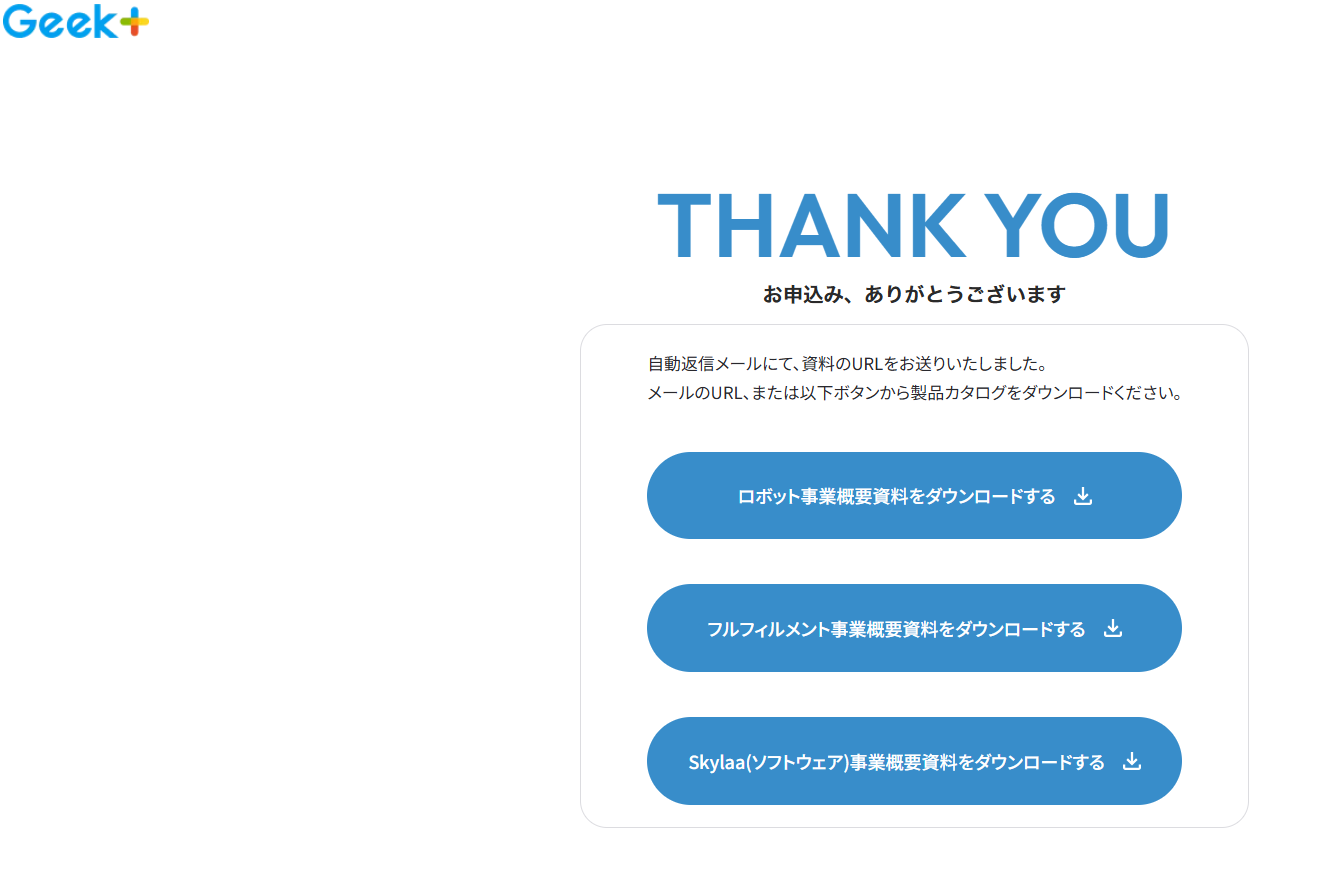 Geek+
THANK YOU
お申込み、ありがとうございます
自動返信メールにて、資料のURLをお送りいたしました。
メールのURL、または以下ボタンから製品カタログをダウンロードください。
ロボット事業概要資料をダウンロードする
フルフィルメント事業概要資料をダウンロードする
Skylaa(ソフトウェア)事業概要資料をダウンロードする